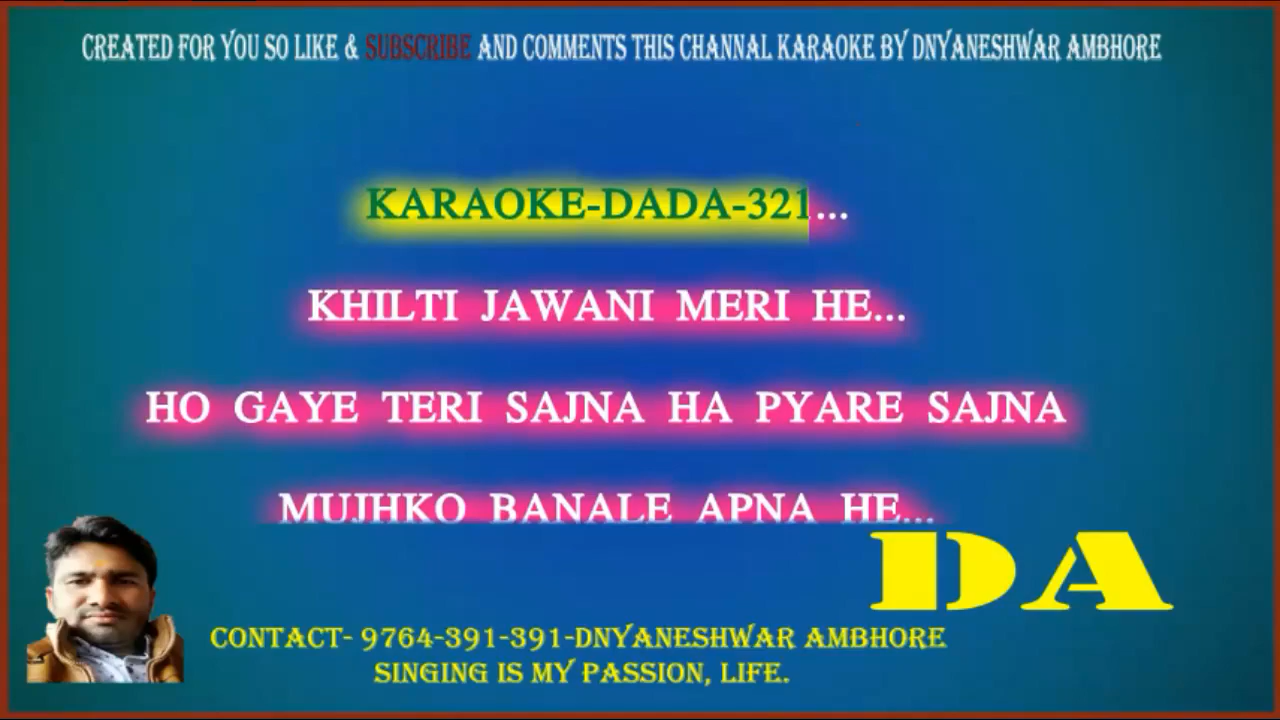 CREATED FOR YOU SO LIKE & SUBSCRIBE AND COMMENTS THIS CHANNAL KARAOKE BY DNYANESHWAR AMBHORE
KARAOKE-DADA-321...
KHILTI JAWANI MERI HE...
HO GAYE TERI SAJNA HA PYARE SAJNA
MUJHKO BANALE APNA HE...
DA
CONTACT- 9764-391-391-DNYANESHWAR AMBHORE
SINGING IS MY PASSION, LIFE.